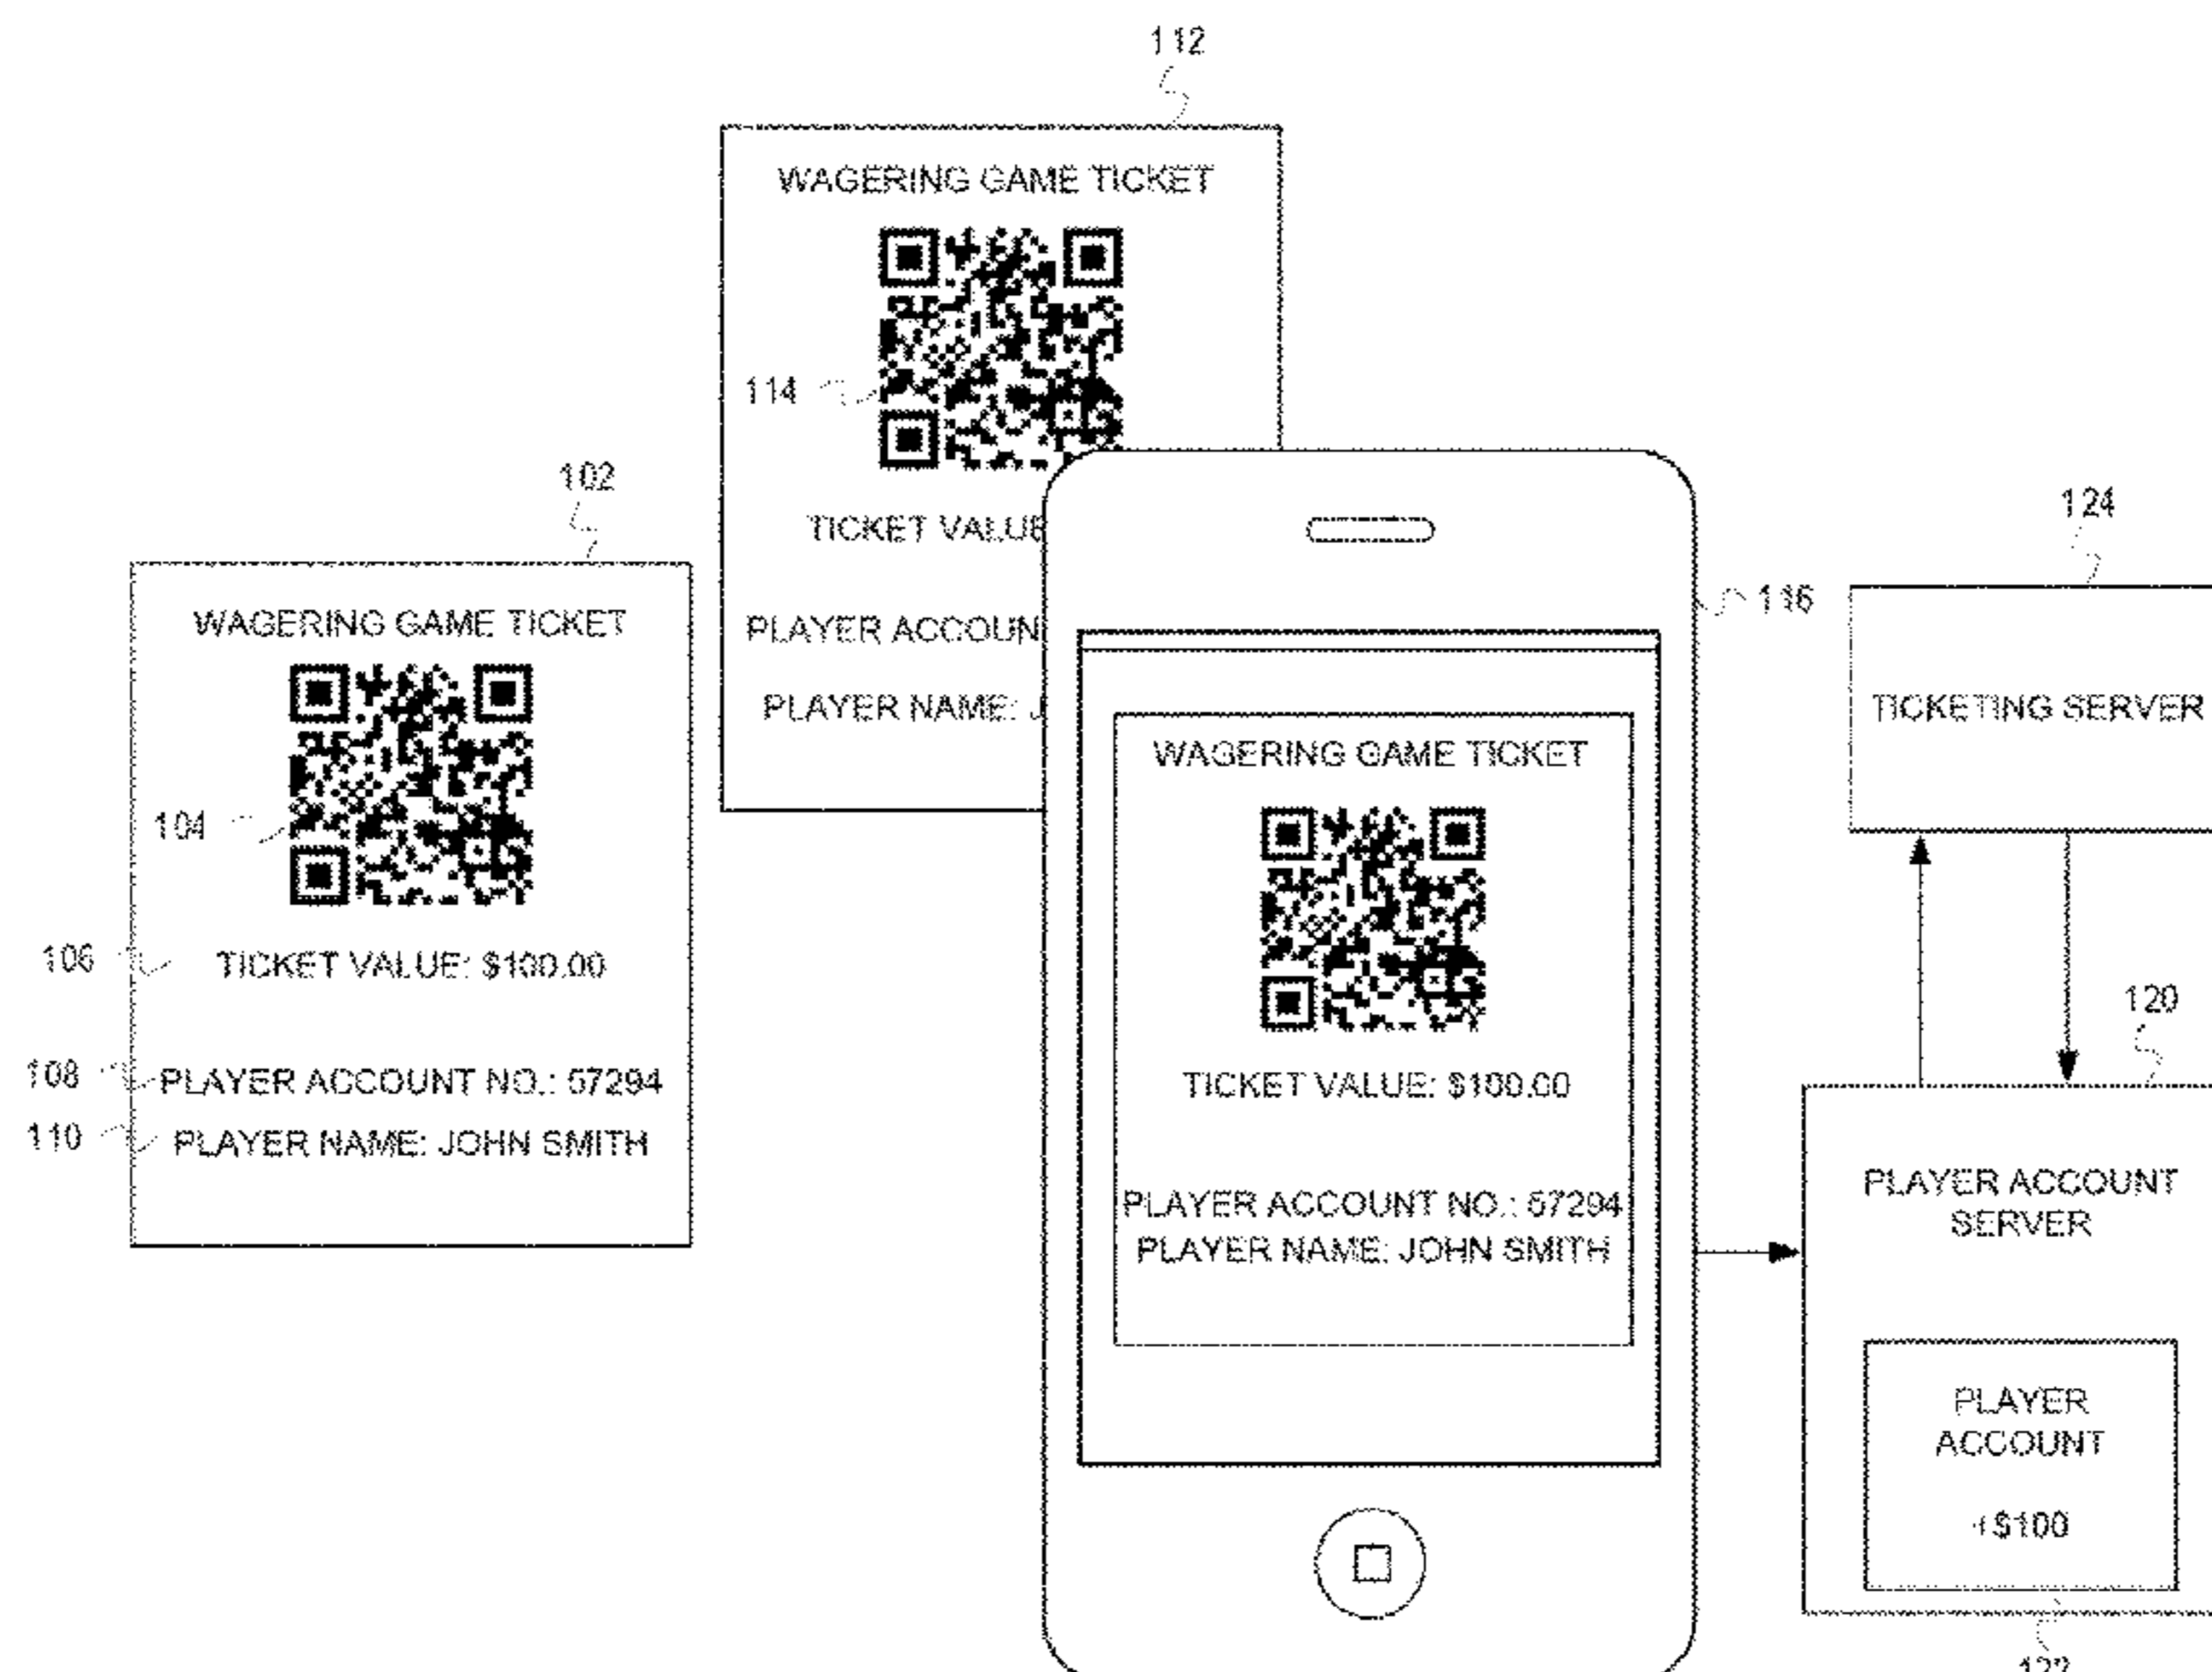 112
WAGERING GAME TICKET
114
TICKET VALUE
PLAYER ACCOUN
PLAYER NAME: J
102
WAGERING GAME TICKET
104
106
TICKET VALUE: $100.00
108
PLAYER ACCOUNT NO.: 57294
110
PLAYER NAME: JOHN SMITH
116
WAGERING GAME TICKET
TICKET VALUE: $100.00
PLAYER ACCOUNT NO.: 57294
PLAYER NAME: JOHN SMITH
124
TICKETING SERVER
120
PLAYER ACCOUNT
SERVER
PLAYER
ACCOUNT
+$100
122